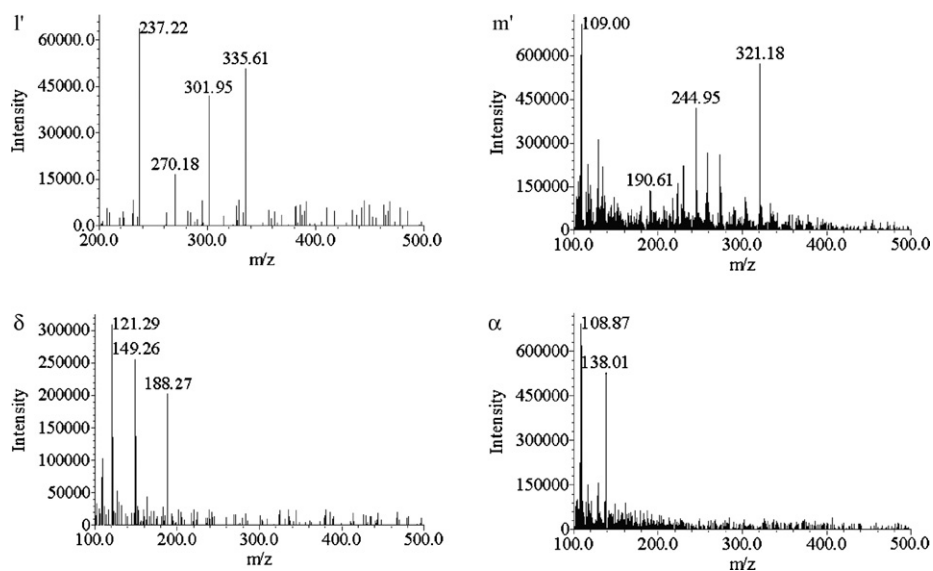 l'
237.22
335.61
301.95
270.18
60000.0
45000.0
30000.0
15000.0
0.0
Intensity
200.0 300.0 400.0 500.0
m/z
m'
109.00
321.18
244.95
190.61
600000
450000
300000
150000
0
Intensity
100.0 200.0 300.0 400.0 500.0
m/z
δ
121.29
149.26
188.27
300000
250000
200000
150000
100000
50000
0
Intensity
100.0 200.0 300.0 400.0 500.0
m/z
α
108.87
138.01
600000
450000
300000
150000
0
Intensity
100.0 200.0 300.0 400.0 500.0
m/z